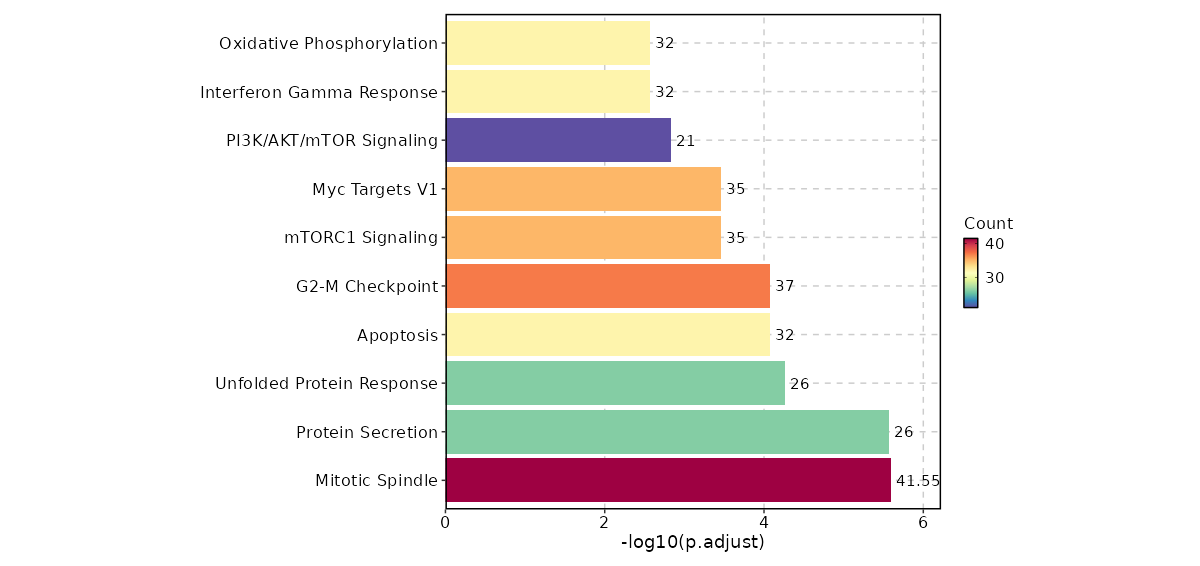 Oxidative Phosphorylation 32
Interferon Gamma Response 32
PI3K/AKT/mTOR Signaling 21
Myc Targets V1 35
mTORC1 Signaling 35
G2-M Checkpoint 37
Apoptosis 32
Unfolded Protein Response 26
Protein Secretion 26
Mitotic Spindle 41.55
0 2 4 6
-log10(p.adjust)
Count
40
30